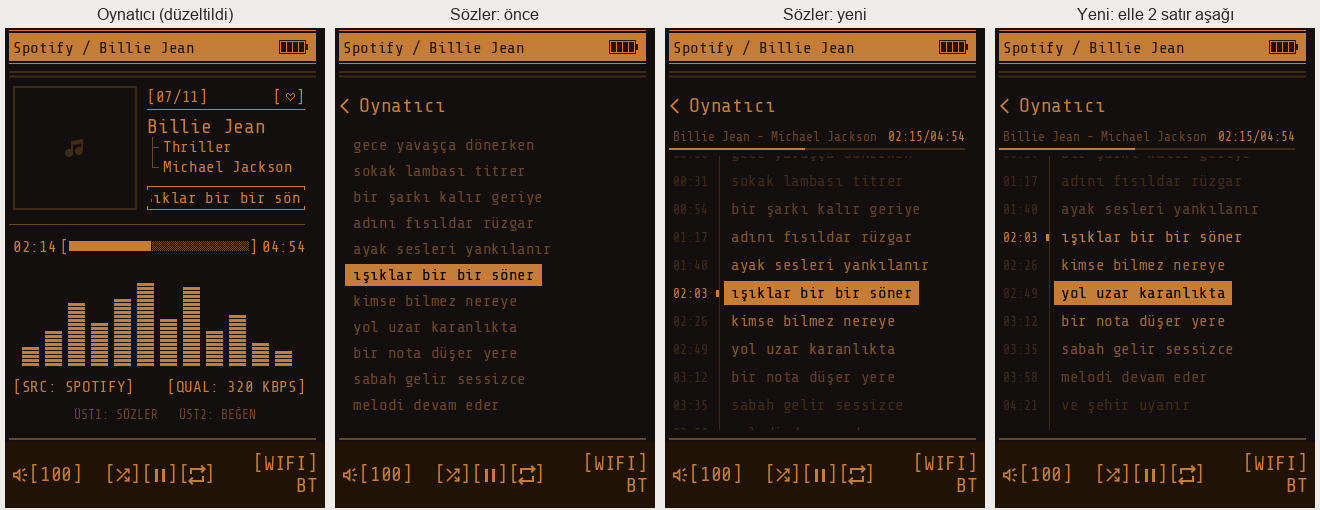 Oynatıcı (düzeltildi)
Spotify / Billie Jean
[07/11]
Billie Jean
Thriller
Michael Jackson
ışıklar bir bir sön
02:14 [ ] 04:54
[SRC: SPOTIFY] [QUAL: 320 KBPS]
ÜST1: SÖZLER ÜST2: BEĞEN
[100]
[WIFI]
BT
Sözler: önce
Spotify / Billie Jean
Oynatıcı
gece yavaşça dönerken
sokak lambası titrer
bir şarkı kalır geriye
adını fısıldar rüzgar
ayak sesleri yankılanır
ışıklar bir bir söner
kimse bilmez nereye
yol uzar karanlıkta
bir nota düşer yere
sabah gelir sessizce
melodi devam eder
[100]
[WIFI]
BT
Sözler: yeni
Spotify / Billie Jean
Oynatıcı
Billie Jean - Michael Jackson 02:15/04:54
gece yavaşça dönerken
00:31 sokak lambası titrer
00:54 bir şarkı kalır geriye
01:17 adını fısıldar rüzgar
01:40 ayak sesleri yankılanır
02:03 ışıklar bir bir söner
02:26 kimse bilmez nereye
02:49 yol uzar karanlıkta
03:12 bir nota düşer yere
03:35 sabah gelir sessizce
[100]
[WIFI]
BT
Yeni: elle 2 satır aşağı
Spotify / Billie Jean
Oynatıcı
Billie Jean - Michael Jackson 02:15/04:54
bir şarkı kalır geriye
01:17 adını fısıldar rüzgar
01:40 ayak sesleri yankılanır
02:03 ışıklar bir bir söner
02:26 kimse bilmez nereye
02:49 yol uzar karanlıkta
03:12 bir nota düşer yere
03:35 sabah gelir sessizce
03:58 melodi devam eder
04:21 ve şehir uyanır
[100]
[WIFI]
BT